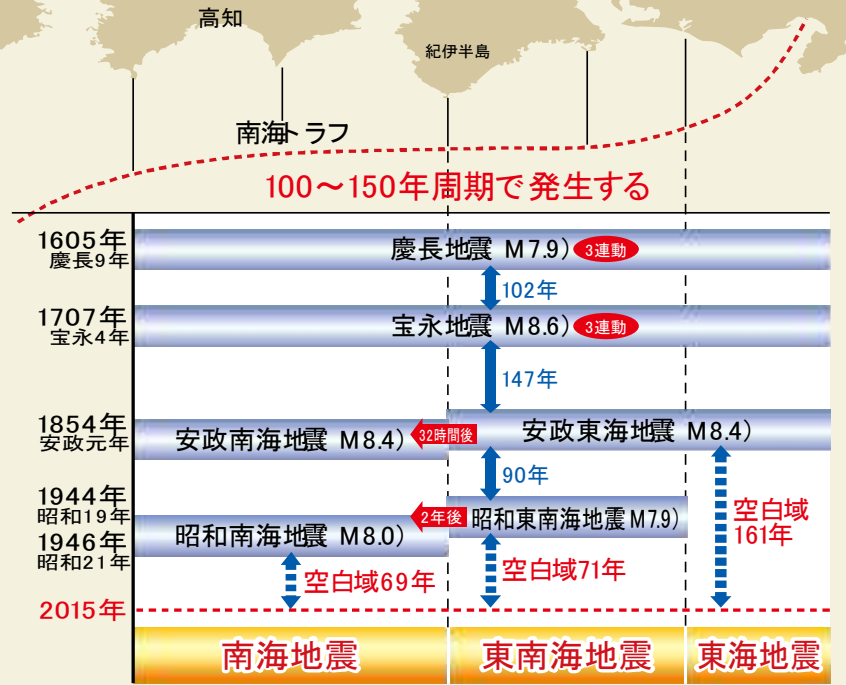 高知
紀伊半島
南海トラフ
100～150年周期で発生する
1605年
慶長9年
慶長地震 M7.9) 3連動
102年
1707年
宝永4年
宝永地震 M8.6) 3連動
147年
1854年
安政元年
安政南海地震 M8.4)
32時間後
安政東海地震 M8.4)
90年
1944年
昭和19年
1946年
昭和21年
昭和南海地震 M8.0)
2年後
昭和東南海地震 M7.9)
空白域69年
空白域71年
空白域
161年
2015年
南海地震
東南海地震
東海地震